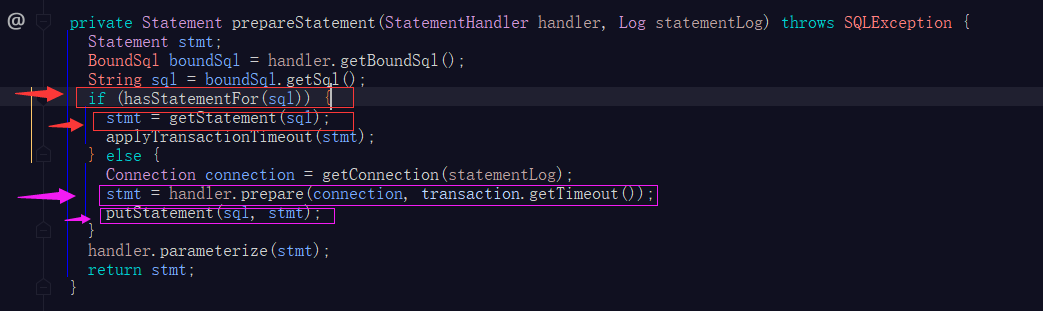 @ private Statement prepareStatement(StatementHandler handler, Log statementLog) throws SQLException {
Statement stmt;
BoundSql boundSql = handler.getBoundSql();
String sql = boundSql.getSql();
if (hasStatementFor(sql)) {
stmt = getStatement(sql);
applyTransactionTimeout(stmt);
} else {
Connection connection = getConnection(statementLog);
stmt = handler.prepare(connection, transaction.getTimeout());
putStatement(sql, stmt);
}
handler.parameterize(stmt);
return stmt;
}